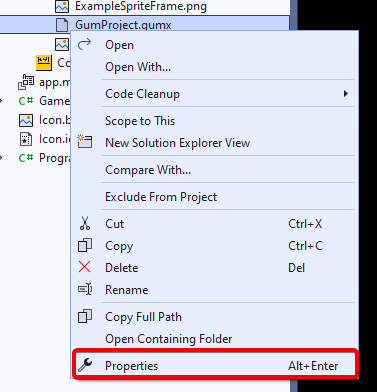 ExampleSpriteFrame.png
GumProject.gumx
Open
Open With...
Co
Code Cleanup
app.m
Scope to This
Game
New Solution Explorer View
Icon.b
Compare With...
Icon.ic
Progra
Exclude From Project
Cut Ctrl+X
Copy Ctrl+C
Delete Del
Rename
Copy Full Path
Open Containing Folder
Properties Alt+Enter